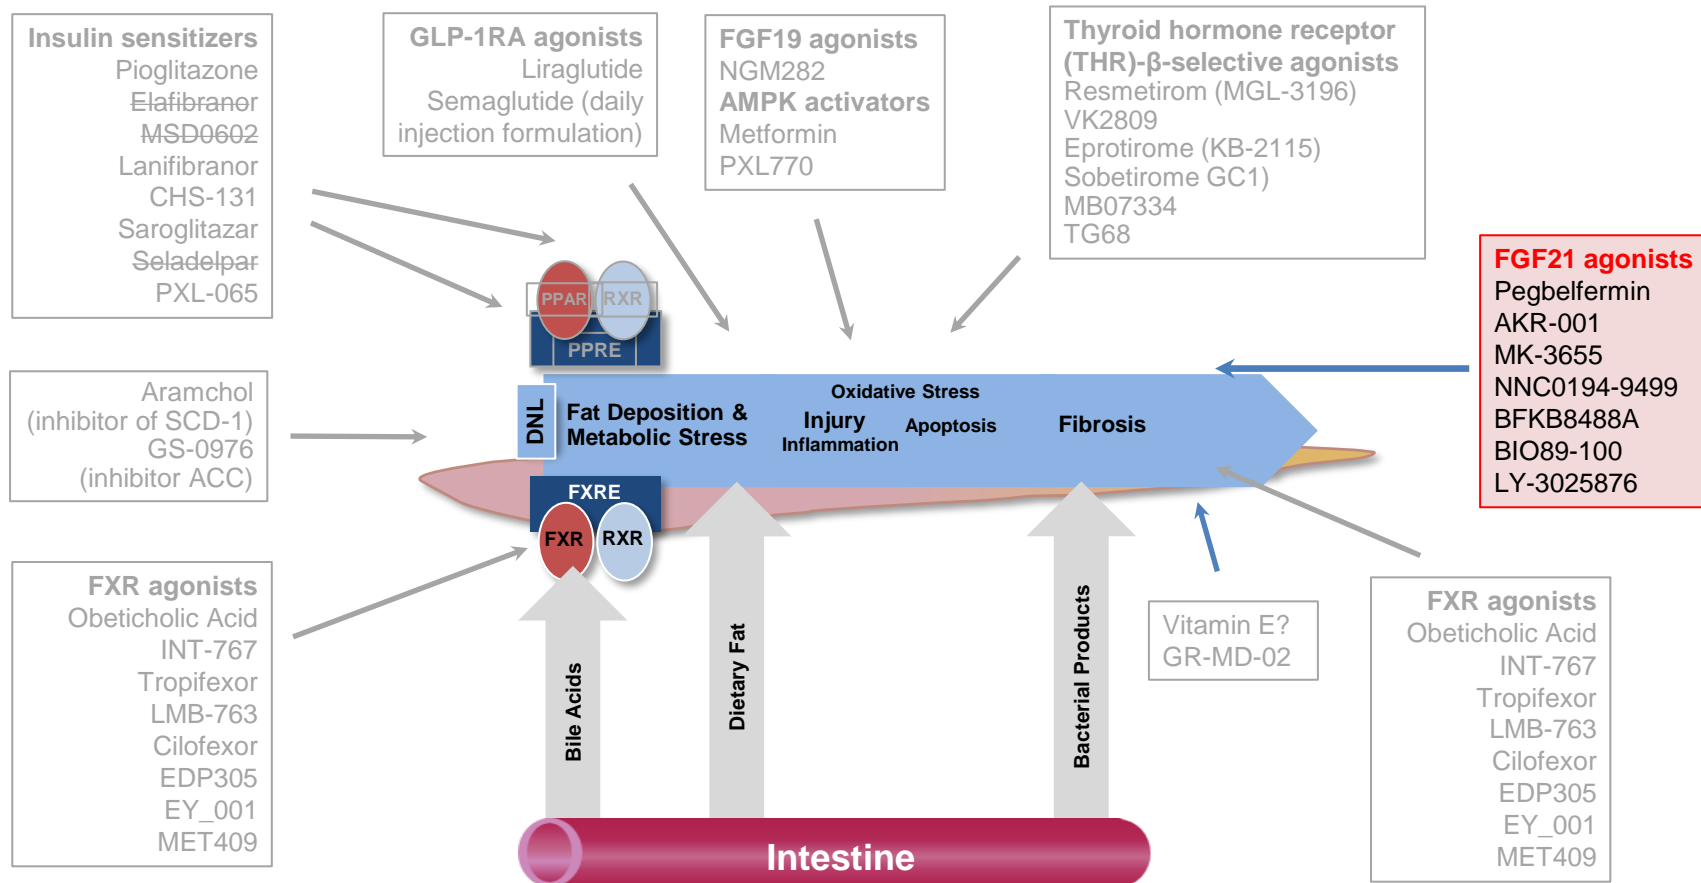 Insulin sensitizers
Pioglitazone
Elafibranor
MSD0602
Lanifibranor
CHS-131
Saroglitazar
Seladelpar
PXL-065
GLP-1RA agonists
Liraglutide
Semaglutide (daily
injection formulation)
FGF19 agonists
NGM282
AMPK activators
Metformin
PXL770
Thyroid hormone receptor
(THR)-β-selective agonists
Resmetirom (MGL-3196)
VK2809
Eprotirome (KB-2115)
Sobetirome GC1)
MB07334
TG68
FGF21 agonists
Pegbelfermin
AKR-001
MK-3655
NNC0194-9499
BFKB8488A
BIO89-100
LY-3025876
PPAR
RXR
PPRE
Aramchol
(inhibitor of SCD-1)
GS-0976
(inhibitor ACC)
DNL
Fat Deposition &
Metabolic Stress
Oxidative Stress
Injury
Inflammation
Apoptosis
Fibrosis
FXRE
FXR
RXR
FXR agonists
Obeticholic Acid
INT-767
Tropifexor
LMB-763
Cilofexor
EDP305
EY_001
MET409
Bile Acids
Dietary Fat
Bacterial Products
Vitamin E?
GR-MD-02
FXR agonists
Obeticholic Acid
INT-767
Tropifexor
LMB-763
Cilofexor
EDP305
EY_001
MET409
Intestine